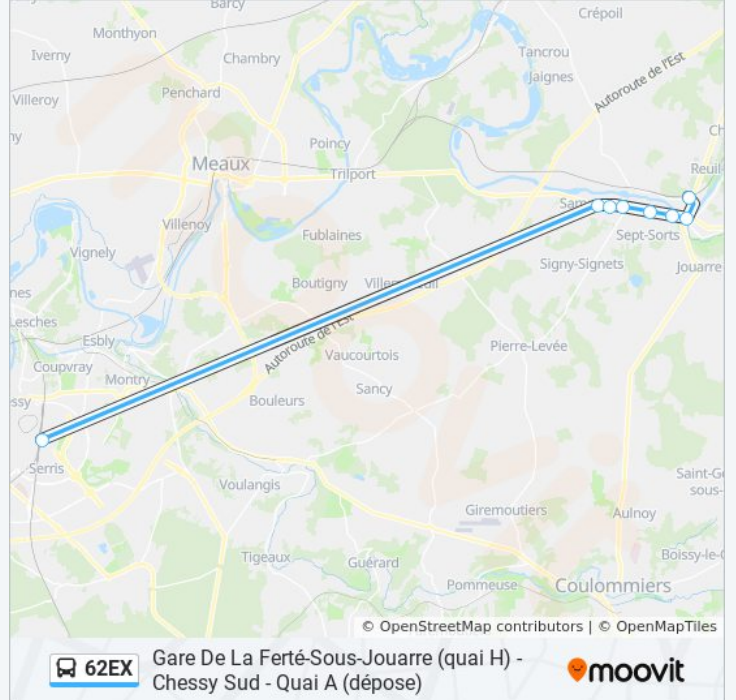 Barcy
Crépoil
Monthyon
Iverny
Chambry
Tancrou
Jaignes
Autoroute de l'Est
Penchard
Villeroy
Poincy
Meaux
Trilport
Reuil-
Sam
Villenoy
Fublaines
Sept-Sorts
Vignely
Signy-Signets
Jouarre
Boutigny
Lesches
Autoroute de l'Est
Esbly
Pierre-Levée
Vaucourtois
Coupvray
Montry
Sancy
Bouleurs
Serris
Voulangis
Saint-G
sous-
Giremoutiers
Aulnoy
Tigeaux
Guérard
Boissy-le-C
Pommeuse
Coulommiers
© OpenStreetMap contributors | © OpenMapTiles
62EX
Gare De La Ferté-Sous-Jouarre (quai H) -
Chessy Sud - Quai A (dépose)
moovit